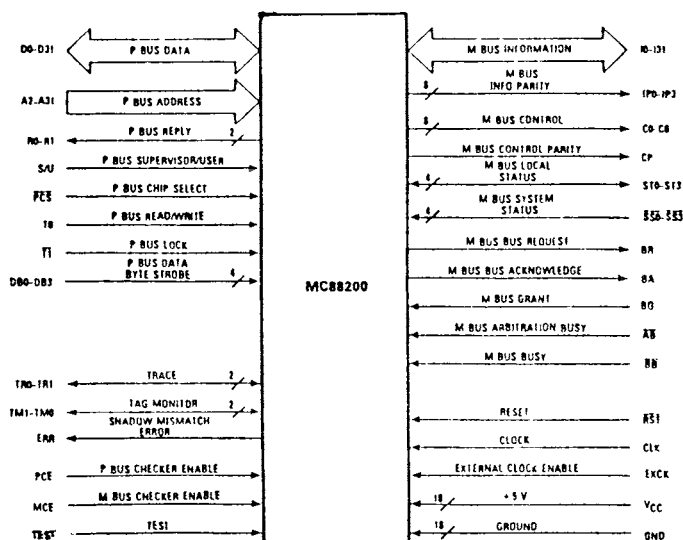 D0-D31 P BUS DATA
A2-A31 P BUS ADDRESS
R0-R1 P BUS REPLY 2
S/U P BUS SUPERVISOR/USER
PCS P BUS CHIP SELECT
T0 P BUS READ/WRITE
T1 P BUS LOCK
P BUS DATA
DB0-DB3 BYTE STROBE 4
TR0-TR1 TRACE 2
TM1-TM0 TAG MONITOR 2
SHADOW MISMATCH
ERR ERROR
PCE P BUS CHECKER ENABLE
MCE M BUS CHECKER ENABLE
TEST TEST
MC88200
M BUS INFORMATION I0-I31
M BUS
8 INFO PARITY IP0-IP3
8 M BUS CONTROL C0-C6
M BUS CONTROL PARITY CP
M BUS LOCAL
4 STATUS ST0-ST3
M BUS SYSTEM
4 STATUS SS0-SS3
M BUS BUS REQUEST BR
M BUS BUS ACKNOWLEDGE BA
M BUS GRANT BG
M BUS ARBITRATION BUSY AB
M BUS BUSY BB
RESET RST
CLOCK CLK
EXTERNAL CLOCK ENABLE EXCK
18 +5 V VCC
18 GROUND GND